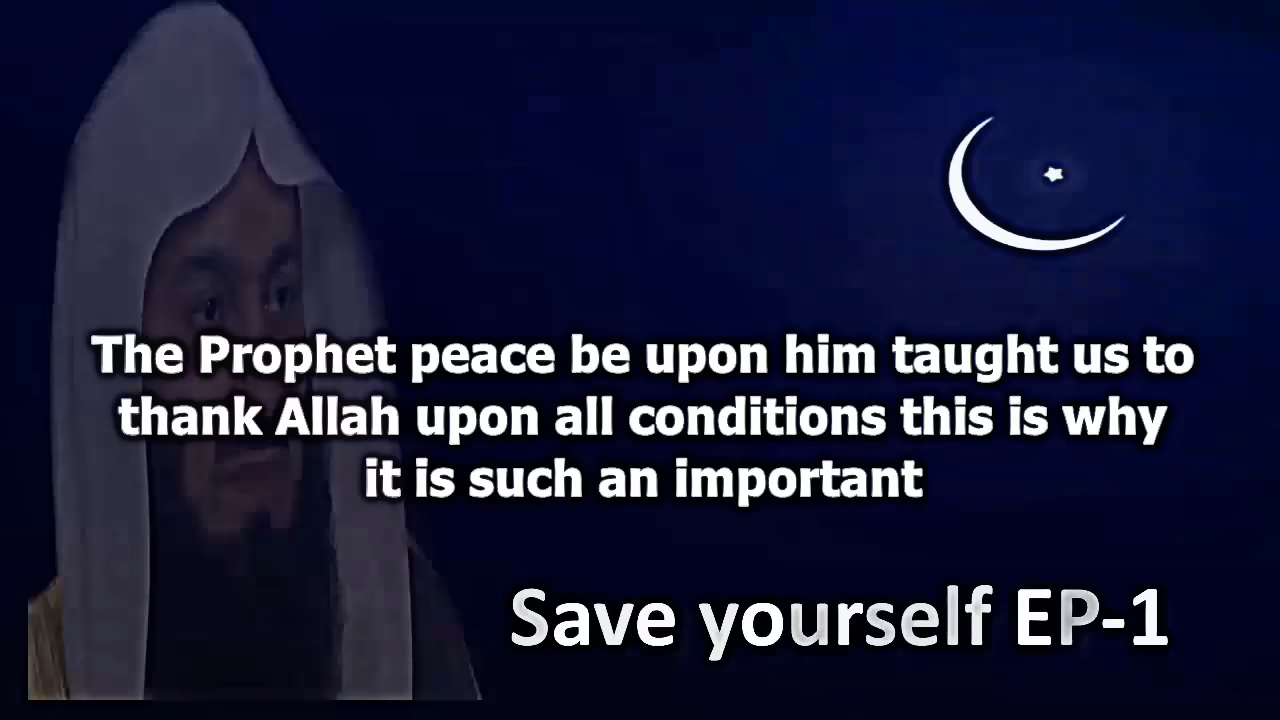 The Prophet peace be upon him taught us to
thank Allah upon all conditions this is why
it is such an important
Save yourself EP-1